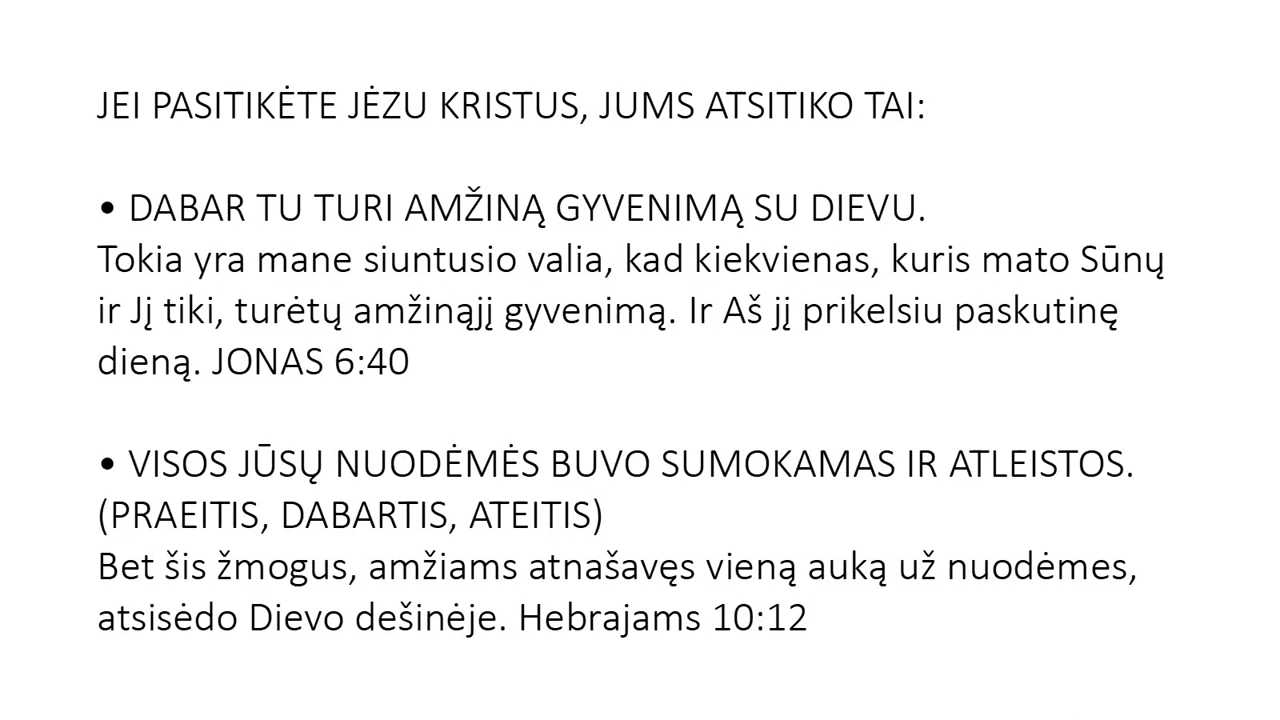 JEI PASITIKĖTE JĖZU KRISTUS, JUMS ATSITIKO TAI:
• DABAR TU TURI AMŽINĄ GYVENIMĄ SU DIEVU.
Tokia yra mane siuntusio valia, kad kiekvienas, kuris mato Sūnų
ir Jį tiki, turėtų amžinąjį gyvenimą. Ir Aš jį prikelsiu paskutinę
dieną. JONAS 6:40
• VISOS JŪSŲ NUODĖMĖS BUVO SUMOKAMAS IR ATLEISTOS.
(PRAEITIS, DABARTIS, ATEITIS)
Bet šis žmogus, amžiams atnašavęs vieną auką už nuodėmes,
atsisėdo Dievo dešinėje. Hebrajams 10:12